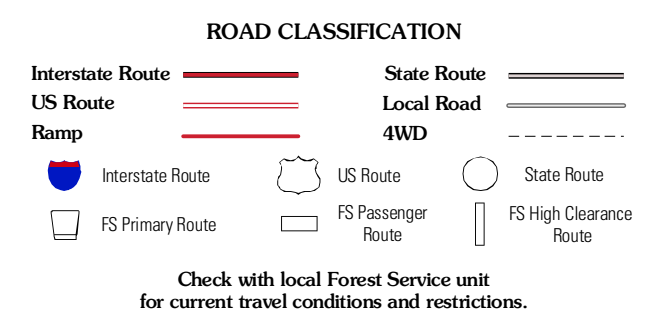 ROAD CLASSIFICATION
Interstate Route
State Route
US Route
Local Road
Ramp
4WD
Interstate Route
US Route
State Route
FS Primary Route
FS Passenger
Route
FS High Clearance
Route
Check with local Forest Service unit
for current travel conditions and restrictions.